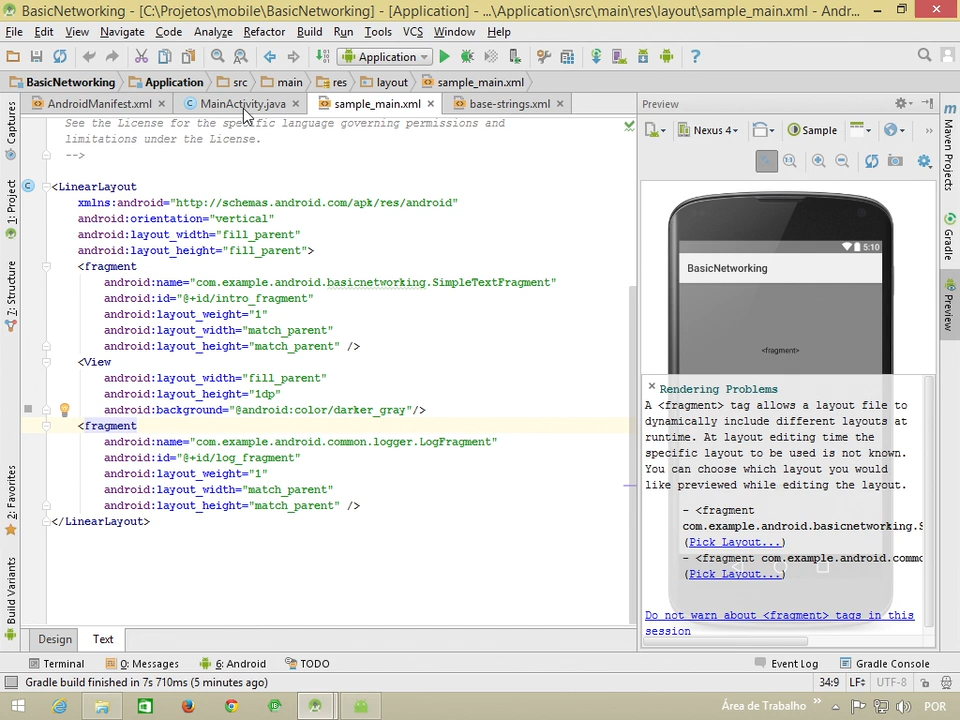 BasicNetworking - [C:\Projetos\mobile\BasicNetworking] - [Application] - ...\Application\src\main\res\layout\sample_main.xml - Andr...
File Edit View Navigate Code Analyze Refactor Build Run Tools VCS Window Help
Application
BasicNetworking Application src main res layout sample_main.xml
AndroidManifest.xml MainActivity.java sample_main.xml base-strings.xml Preview
Captures
1: Project
7: Structure
2: Favorites
Build Variants
See the License for the specific language governing permissions and
limitations under the License.
-->
<LinearLayout
xmlns:android="http://schemas.android.com/apk/res/android"
android:orientation="vertical"
android:layout_width="fill_parent"
android:layout_height="fill_parent">
<fragment
android:name="com.example.android.basicnetworking.SimpleTextFragment"
android:id="@+id/intro_fragment"
android:layout_weight="1"
android:layout_width="match_parent"
android:layout_height="match_parent" />
<View
android:layout_width="fill_parent"
android:layout_height="1dp"
android:background="@android:color/darker_gray"/>
<fragment
android:name="com.example.android.common.logger.LogFragment"
android:id="@+id/log_fragment"
android:layout_weight="1"
android:layout_width="match_parent"
android:layout_height="match_parent" />
</LinearLayout>
Design Text
Nexus 4 Sample
5:10
BasicNetworking
<fragment>
Rendering Problems
A <fragment> tag allows a layout file to
dynamically include different layouts at
runtime. At layout editing time the
specific layout to be used is not known.
You can choose which layout you would
like previewed while editing the layout.
- <fragment
com.example.android.basicnetworking.S
(Pick Layout...)
- <fragment com.example.android.commo
(Pick Layout...)
Do not warn about <fragment> tags in this
session
Maven Projects
Gradle
Preview
Terminal 0: Messages 6: Android TODO Event Log Gradle Console
Gradle build finished in 7s 710ms (5 minutes ago) 34:9 LF UTF-8
Área de Trabalho POR